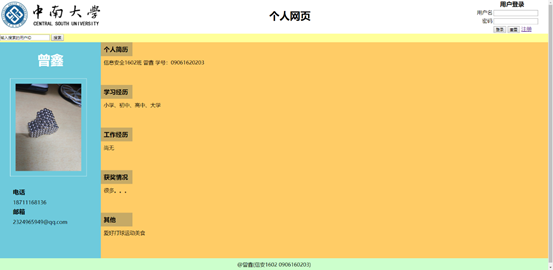 中南大学
CENTRAL SOUTH UNIVERSITY
个人网页
用户登录
用户名:
密码:
登录 重置 注册
输入搜索的用户ID 搜索
曾鑫
电话
18711168136
邮箱
2324965949@qq.com
个人简历
信息安全1602班 曾鑫 学号：09061620203
学习经历
小学、初中、高中、大学
工作经历
尚无
获奖情况
很多。。。
其他
爱好打球运动美食
@曾鑫(信安1602 0906160203)